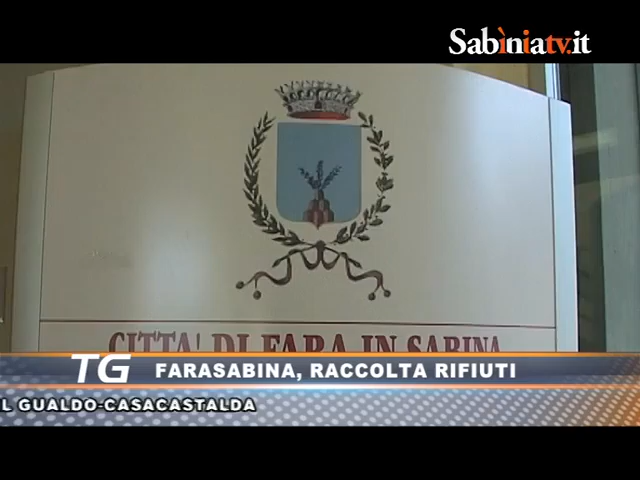 Sabìniatv.it
CITTA' DI FARA IN SABINA
TG FARASABINA, RACCOLTA RIFIUTI
L GUALDO-CASACASTALDA